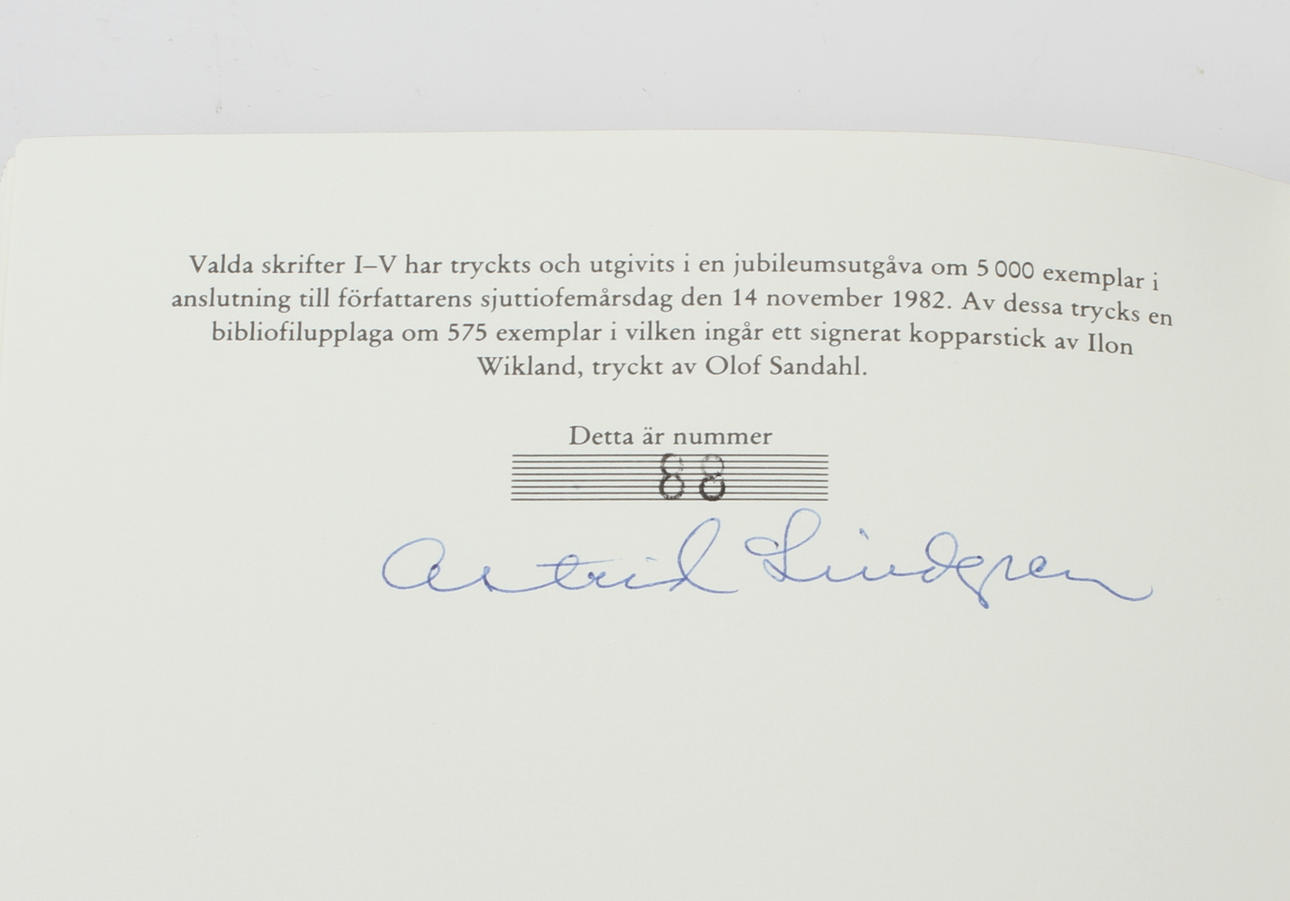 Valda skrifter I–V har tryckts och utgivits i en jubileumsutgåva om 5 000 exemplar i
anslutning till författarens sjuttiofemårsdag den 14 november 1982. Av dessa trycks en
bibliofilupplaga om 575 exemplar i vilken ingår ett signerat kopparstick av Ilon
Wikland, tryckt av Olof Sandahl.
Detta är nummer
88
Astrid Lindgren